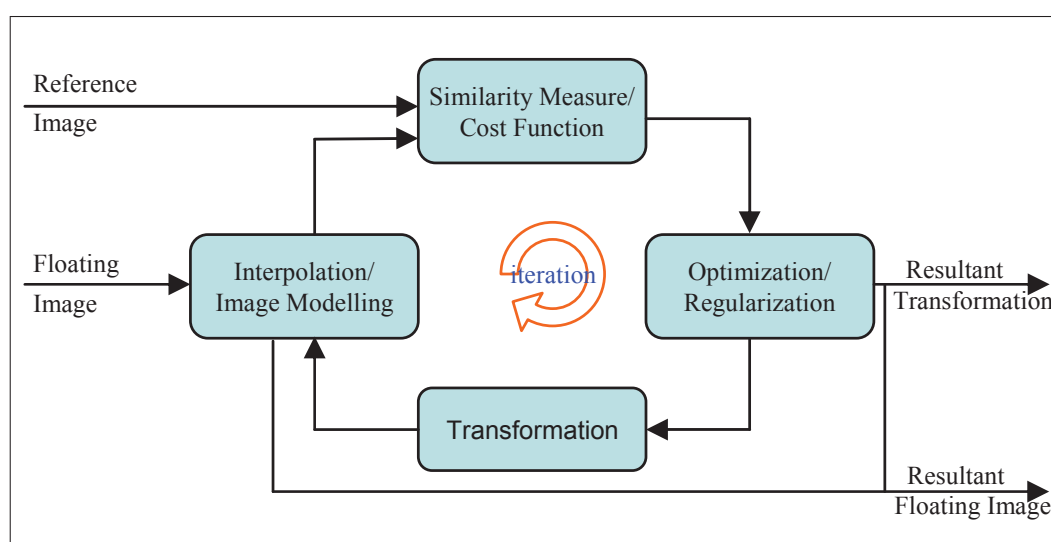 Reference
Image
Similarity Measure/
Cost Function
Floating
Image
Interpolation/
Image Modelling
iteration
Optimization/
Regularization
Resultant
Transformation
Transformation
Resultant
Floating Image